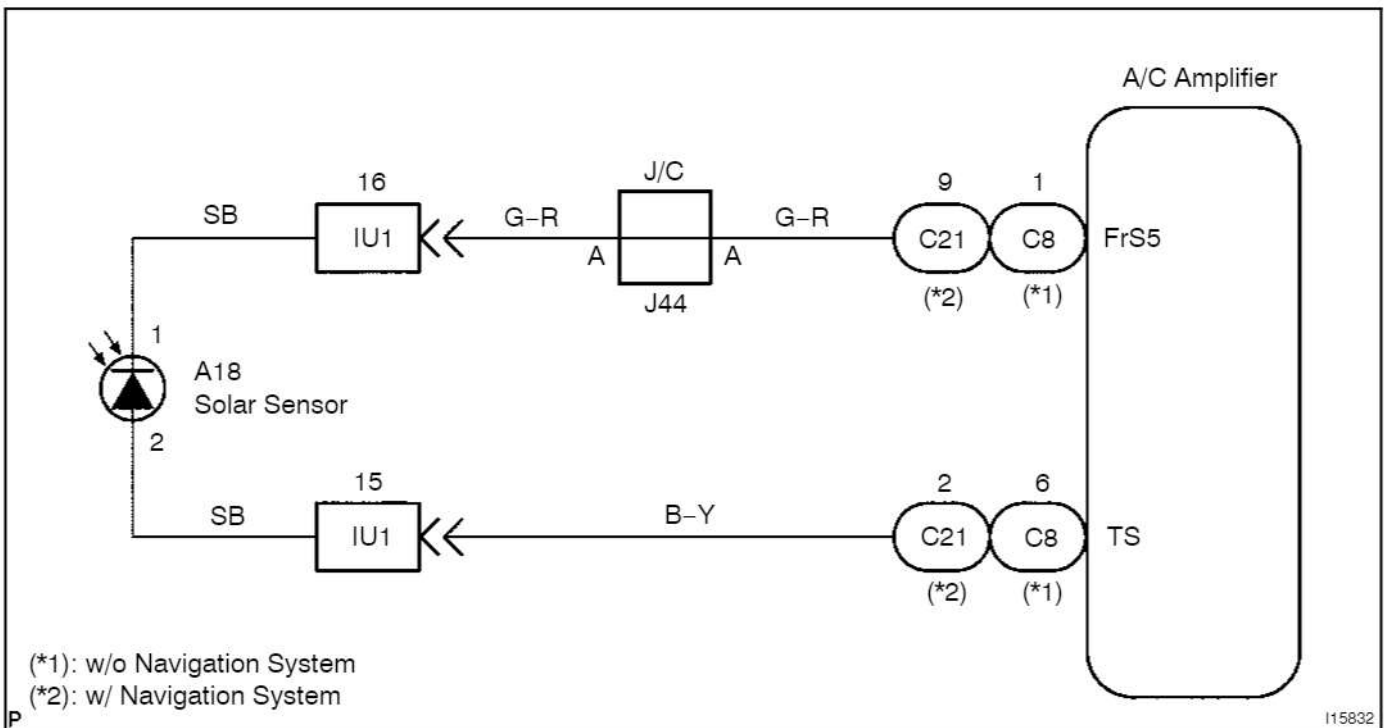 A/C Amplifier
16
J/C
9
1
SB
IU1
G–R
A
A
G–R
C21
C8
FrS5
J44
(*2)
(*1)
1
A18
Solar Sensor
2
15
2
6
SB
IU1
B–Y
C21
C8
TS
(*2)
(*1)
(*1): w/o Navigation System
(*2): w/ Navigation System
P
I15832